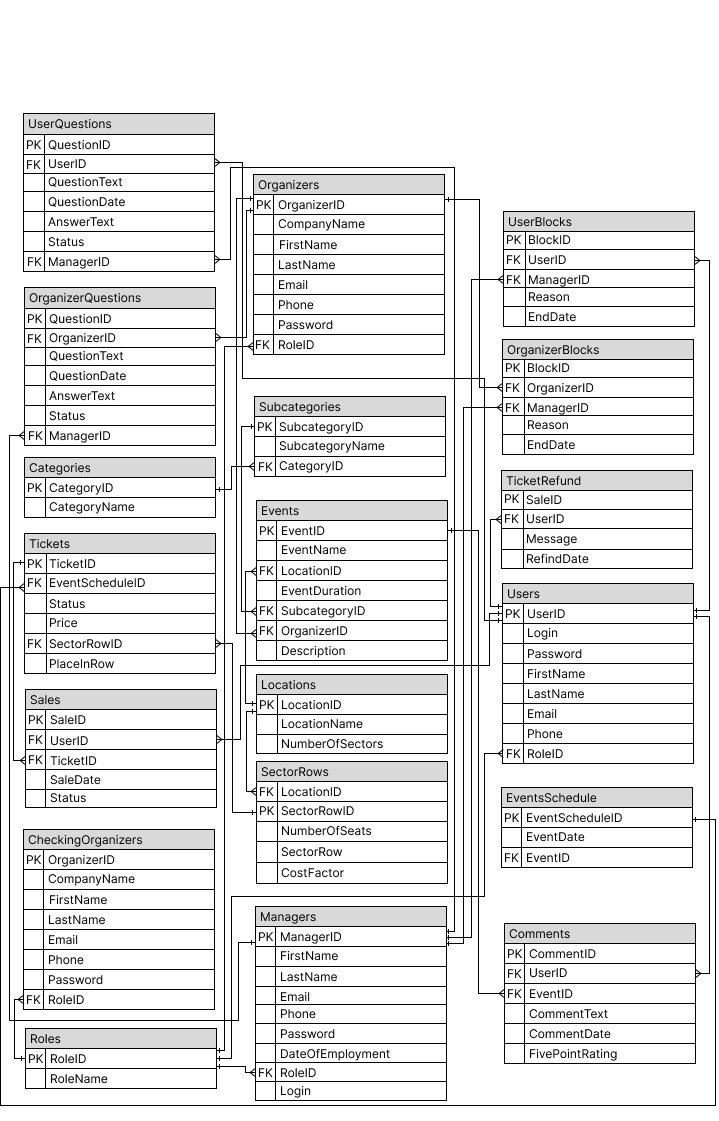 UserQuestions
PK QuestionID
FK UserID
QuestionText
QuestionDate
AnswerText
Status
FK ManagerID
OrganizerQuestions
PK QuestionID
FK OrganizerID
QuestionText
QuestionDate
AnswerText
Status
FK ManagerID
Categories
PK CategoryID
CategoryName
Tickets
PK TicketID
FK EventScheduleID
Status
Price
FK SectorRowID
PlaceInRow
Sales
PK SaleID
FK UserID
FK TicketID
SaleDate
Status
CheckingOrganizers
PK OrganizerID
CompanyName
FirstName
LastName
Email
Phone
Password
FK RoleID
Roles
PK RoleID
RoleName
Organizers
PK OrganizerID
CompanyName
FirstName
LastName
Email
Phone
Password
FK RoleID
Subcategories
PK SubcategoryID
SubcategoryName
FK CategoryID
Events
PK EventID
EventName
FK LocationID
EventDuration
FK SubcategoryID
FK OrganizerID
Description
Locations
PK LocationID
LocationName
NumberOfSectors
SectorRows
FK LocationID
PK SectorRowID
NumberOfSeats
SectorRow
CostFactor
Managers
PK ManagerID
FirstName
LastName
Email
Phone
Password
DateOfEmployment
FK RoleID
Login
UserBlocks
PK BlockID
FK UserID
FK ManagerID
Reason
EndDate
OrganizerBlocks
PK BlockID
FK OrganizerID
FK ManagerID
Reason
EndDate
TicketRefund
PK SaleID
FK UserID
Message
RefindDate
Users
PK UserID
Login
Password
FirstName
LastName
Email
Phone
FK RoleID
EventsSchedule
PK EventScheduleID
EventDate
FK EventID
Comments
PK CommentID
FK UserID
FK EventID
CommentText
CommentDate
FivePointRating